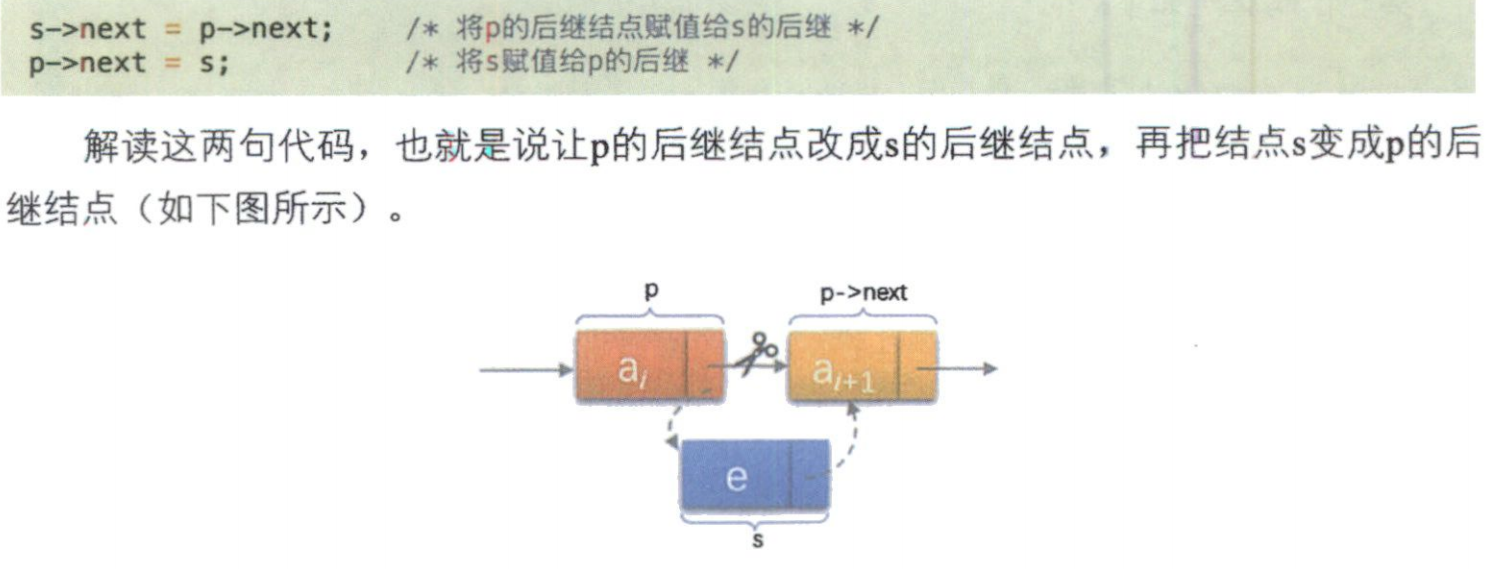 s->next = p->next;    /* 将p的后继结点赋值给s的后继 */
p->next = s;          /* 将s赋值给p的后继 */
解读这两句代码，也就是说让p的后继结点改成s的后继结点，再把结点s变成p的后
继结点（如下图所示）。
p p->next
aᵢ aᵢ₊₁
e
s